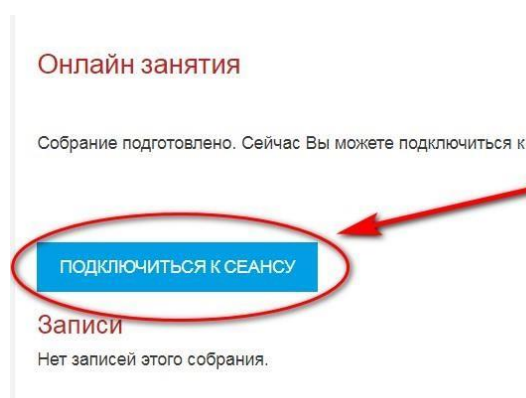 Онлайн занятия
Собрание подготовлено. Сейчас Вы можете подключиться к
ПОДКЛЮЧИТЬСЯ К СЕАНСУ
Записи
Нет записей этого собрания.